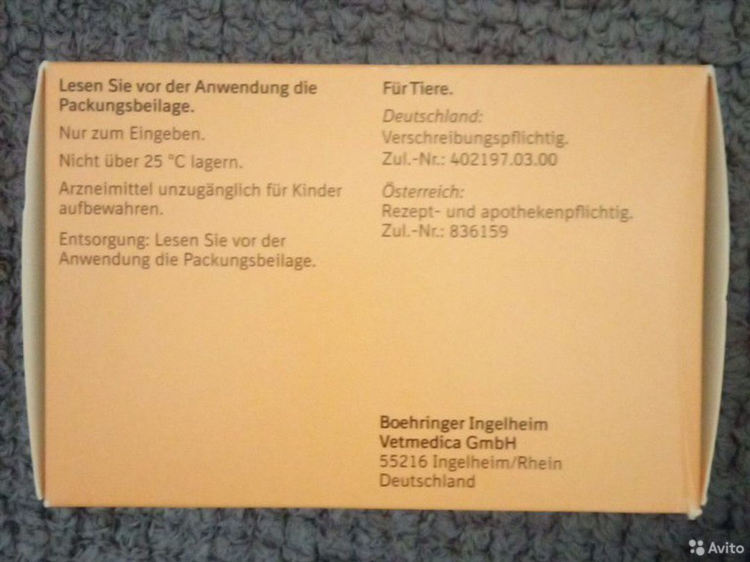 Lesen Sie vor der Anwendung die
Packungsbeilage.
Nur zum Eingeben.
Nicht über 25 °C lagern.
Arzneimittel unzugänglich für Kinder
aufbewahren.
Entsorgung: Lesen Sie vor der
Anwendung die Packungsbeilage.
Für Tiere.
Deutschland:
Verschreibungspflichtig.
Zul.-Nr.: 402197.03.00
Österreich:
Rezept- und apothekenpflichtig.
Zul.-Nr.: 836159
Boehringer Ingelheim
Vetmedica GmbH
55216 Ingelheim/Rhein
Deutschland
Avito